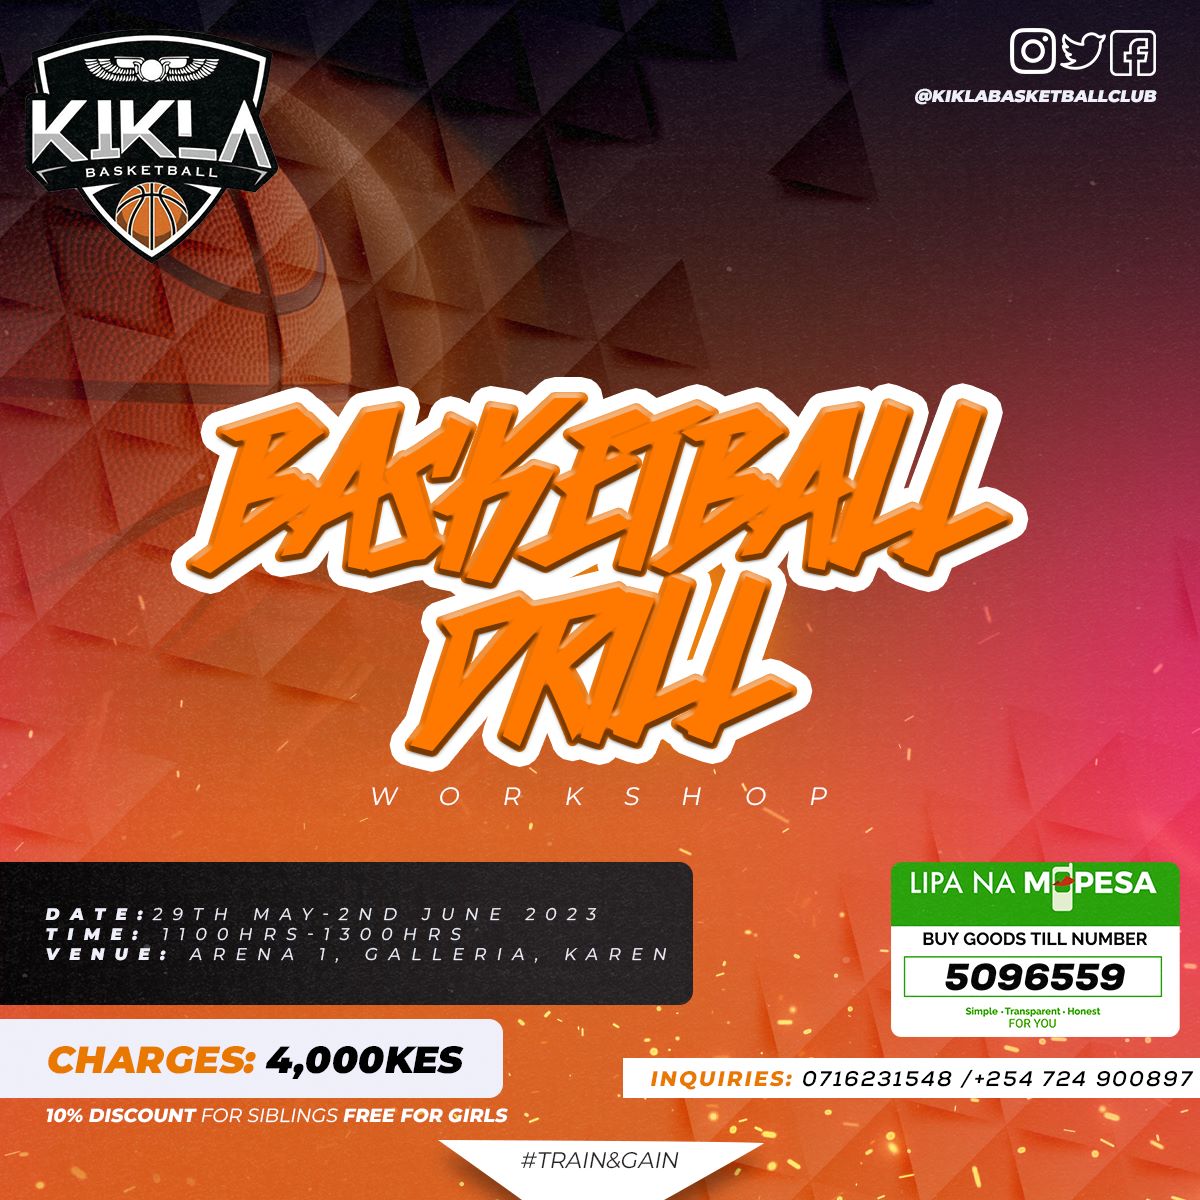 KIKLA
BASKETBALL
@KIKLABASKETBALLCLUB
BASKETBALL
DRILL
WORKSHOP
DATE:29TH MAY-2ND JUNE 2023
TIME: 1100HRS-1300HRS
VENUE: ARENA 1, GALLERIA, KAREN
LIPA NA M-PESA
BUY GOODS TILL NUMBER
5096559
Simple · Transparent · Honest
FOR YOU
CHARGES: 4,000KES
10% DISCOUNT FOR SIBLINGS FREE FOR GIRLS
INQUIRIES: 0716231548 /+254 724 900897
#TRAIN&GAIN